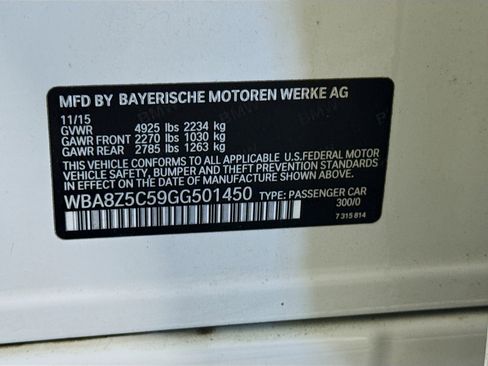 MFD BY BAYERISCHE MOTOREN WERKE AG
11/15
GVWR 4925 lbs 2234 kg
GAWR FRONT 2270 lbs 1030 kg
GAWR REAR 2785 lbs 1263 kg
THIS VEHICLE CONFORMS TO ALL APPLICABLE U.S.FEDERAL MOTOR
VEHICLE SAFETY, BUMPER, AND THEFT PREVENTION STANDARDS
IN EFFECT ON THE DATE OF MANUFACTURE SHOWN ABOVE.
WBA8Z5C59GG501450 TYPE: PASSENGER CAR
300/0
7 315 814